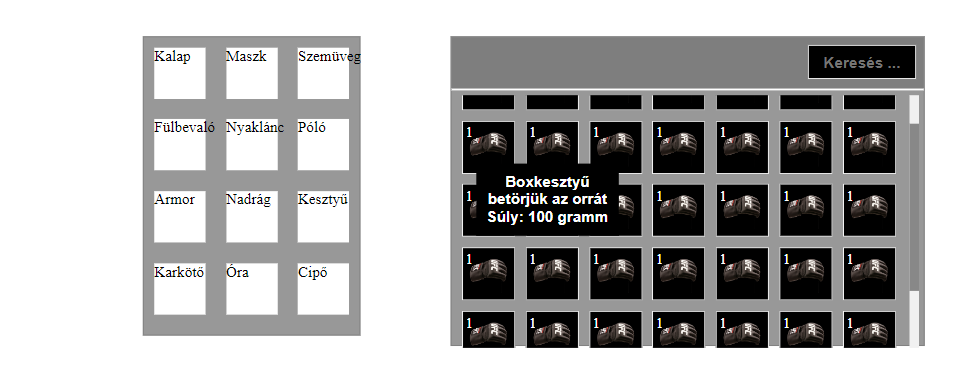 Kalap Maszk Szemüveg
Fülbevaló Nyaklánc Póló
Armor Nadrág Kesztyű
Karkötő Óra Cipő
Keresés ...
1 1 1 1 1 1 1
Boxkesztyű
betörjük az orrát
Súly: 100 gramm
1 1 1 1 1
1 1 1 1 1 1 1
1 1 1 1 1 1 1